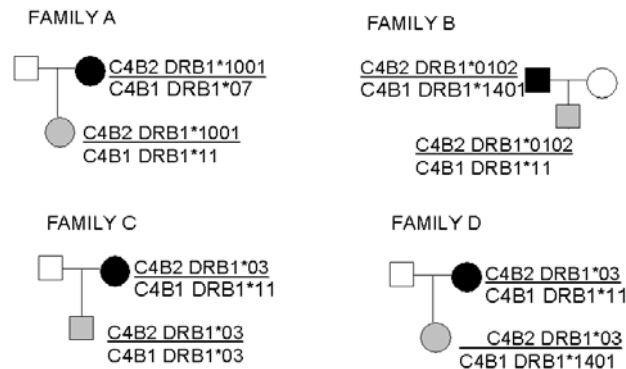 FAMILY A
C4B2 DRB1*1001
C4B1 DRB1*07
C4B2 DRB1*1001
C4B1 DRB1*11
FAMILY B
C4B2 DRB1*0102
C4B1 DRB1*1401
C4B2 DRB1*0102
C4B1 DRB1*11
FAMILY C
C4B2 DRB1*03
C4B1 DRB1*11
C4B2 DRB1*03
C4B1 DRB1*03
FAMILY D
C4B2 DRB1*03
C4B1 DRB1*11
C4B2 DRB1*03
C4B1 DRB1*1401